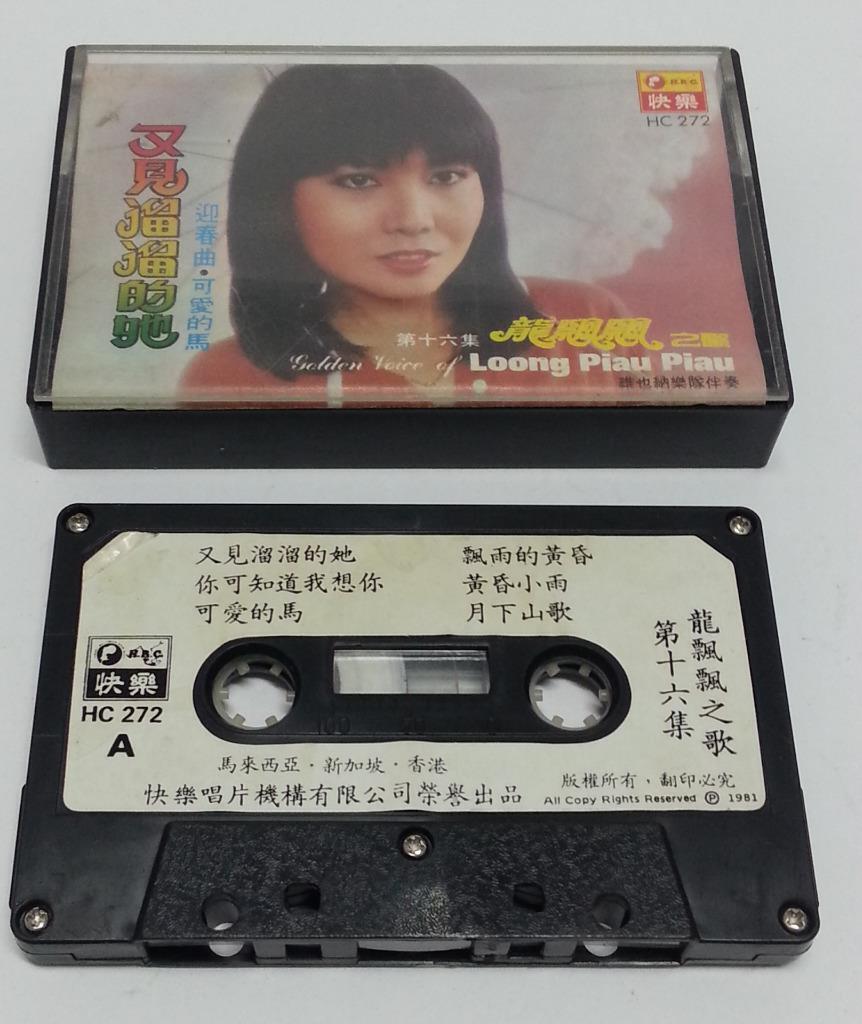 H.R.C.
快樂
HC 272
又見溜溜的她
迎春曲·可愛的馬
第十六集 龍飄飄之歌
Golden Voice of Loong Piau Piau
維也納樂隊伴奏
又見溜溜的她
你可知道我想你
可愛的馬
飄雨的黃昏
黃昏小雨
月下山歌
龍飄飄之歌
第十六集
H.R.C.
快樂
HC 272
A
100 50
馬來西亞·新加坡·香港
快樂唱片機構有限公司榮譽出品
版權所有，翻印必究
All Copy Rights Reserved Ⓟ 1981